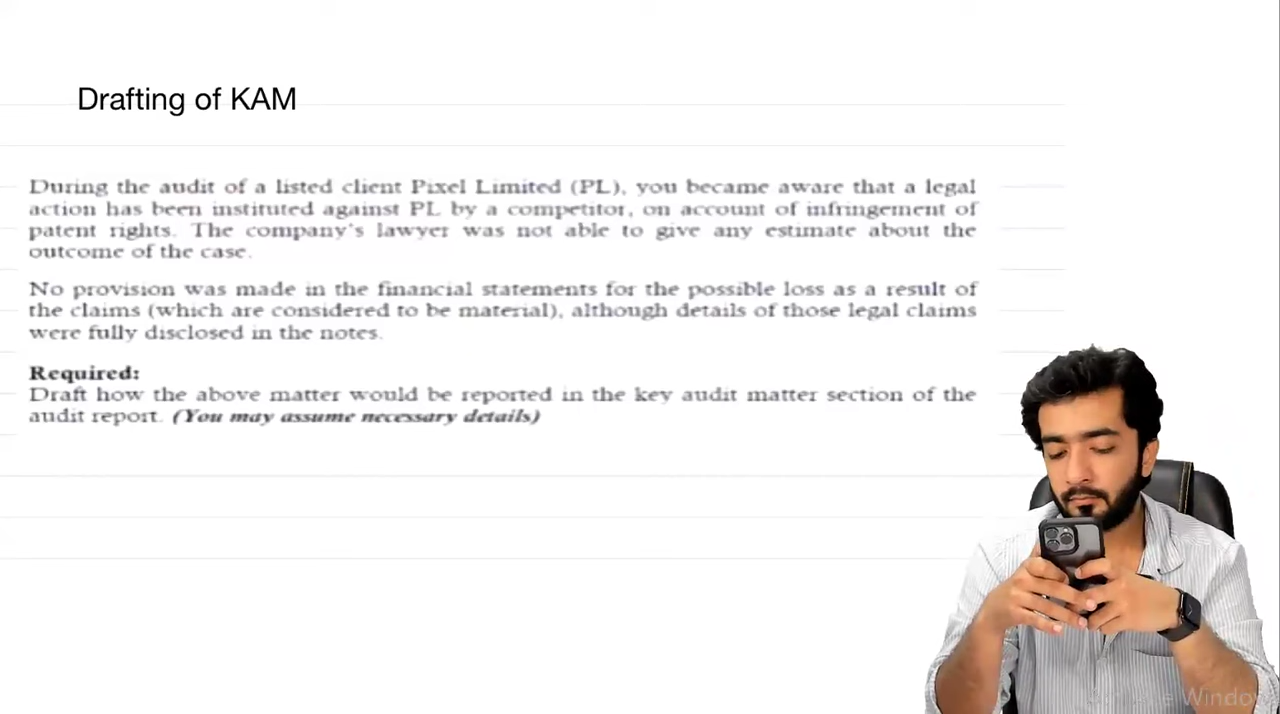 Drafting of KAM
During the audit of a listed client Pixel Limited (PL), you became aware that a legal
action has been instituted against PL by a competitor, on account of infringement of
patent rights. The company's lawyer was not able to give any estimate about the
outcome of the case.
No provision was made in the financial statements for the possible loss as a result of
the claims (which are considered to be material), although details of those legal claims
were fully disclosed in the notes.
Required:
Draft how the above matter would be reported in the key audit matter section of the
audit report. (You may assume necessary details)
Window